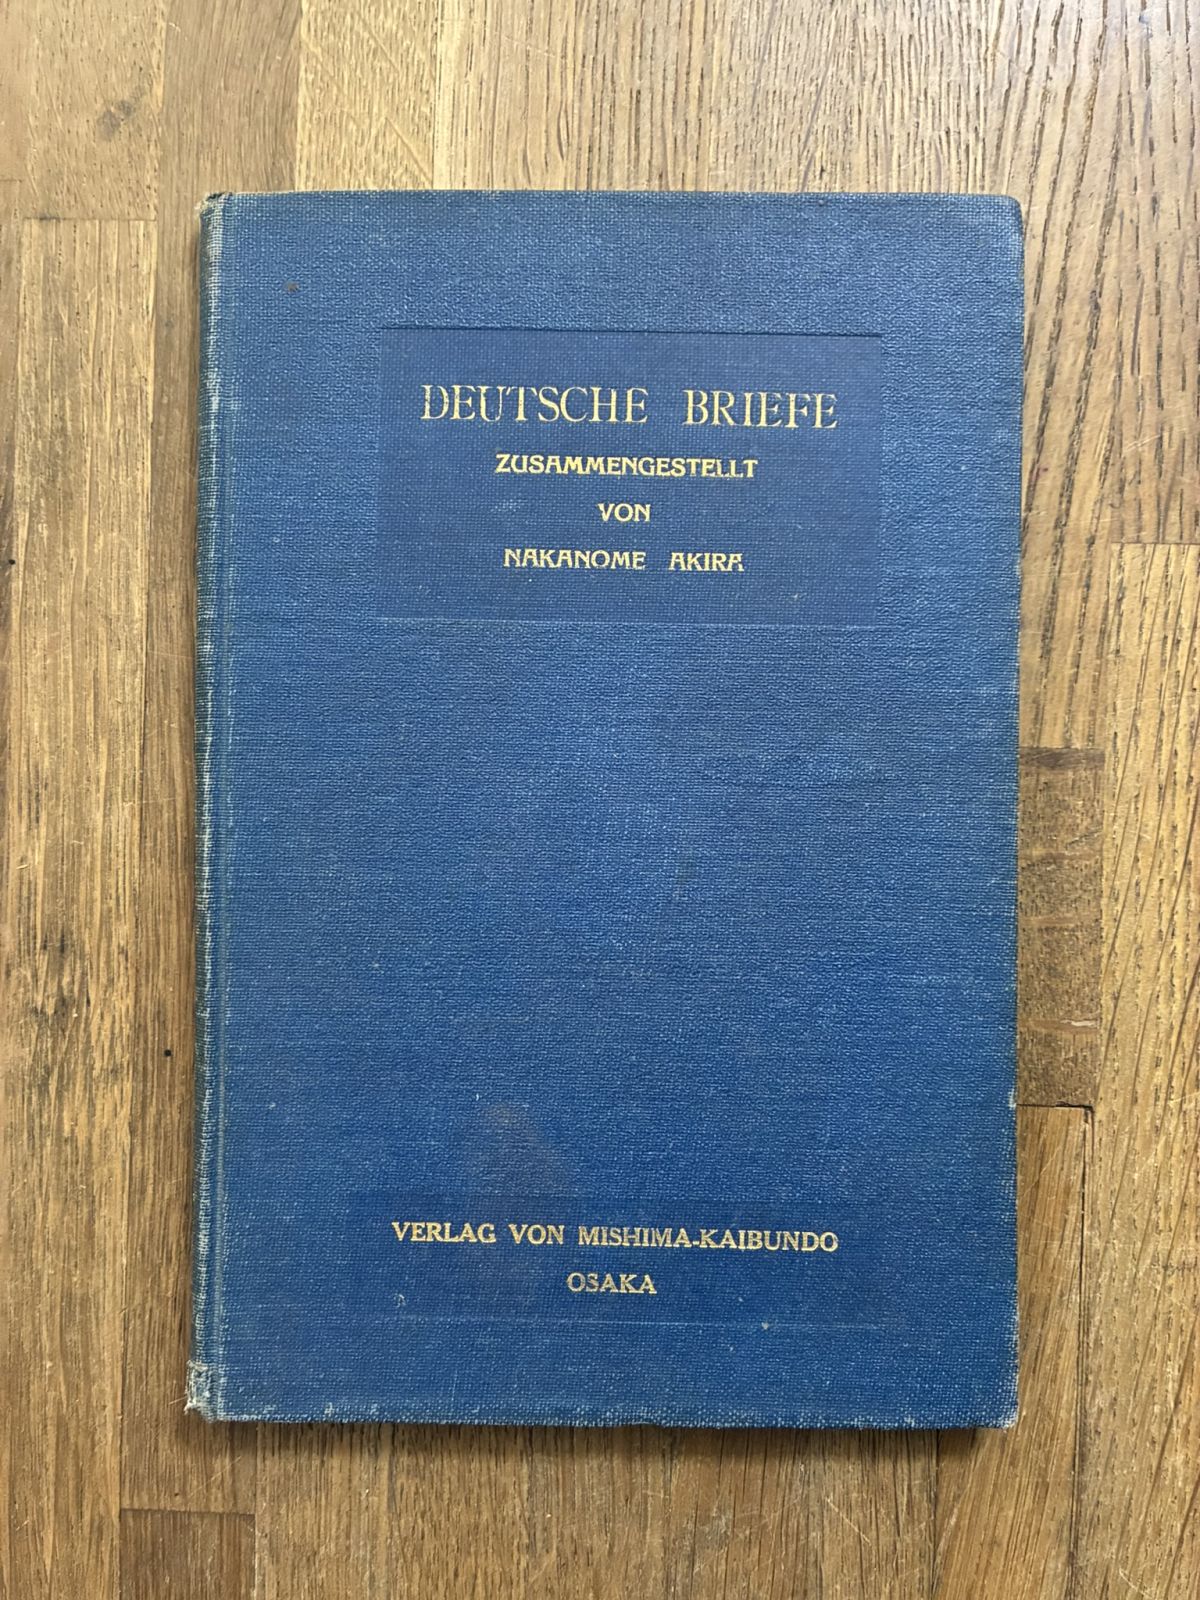 DEUTSCHE BRIEFE
ZUSAMMENGESTELLT
VON
NAKANOME AKIRA
VERLAG VON MISHIMA-KAIBUNDO
OSAKA